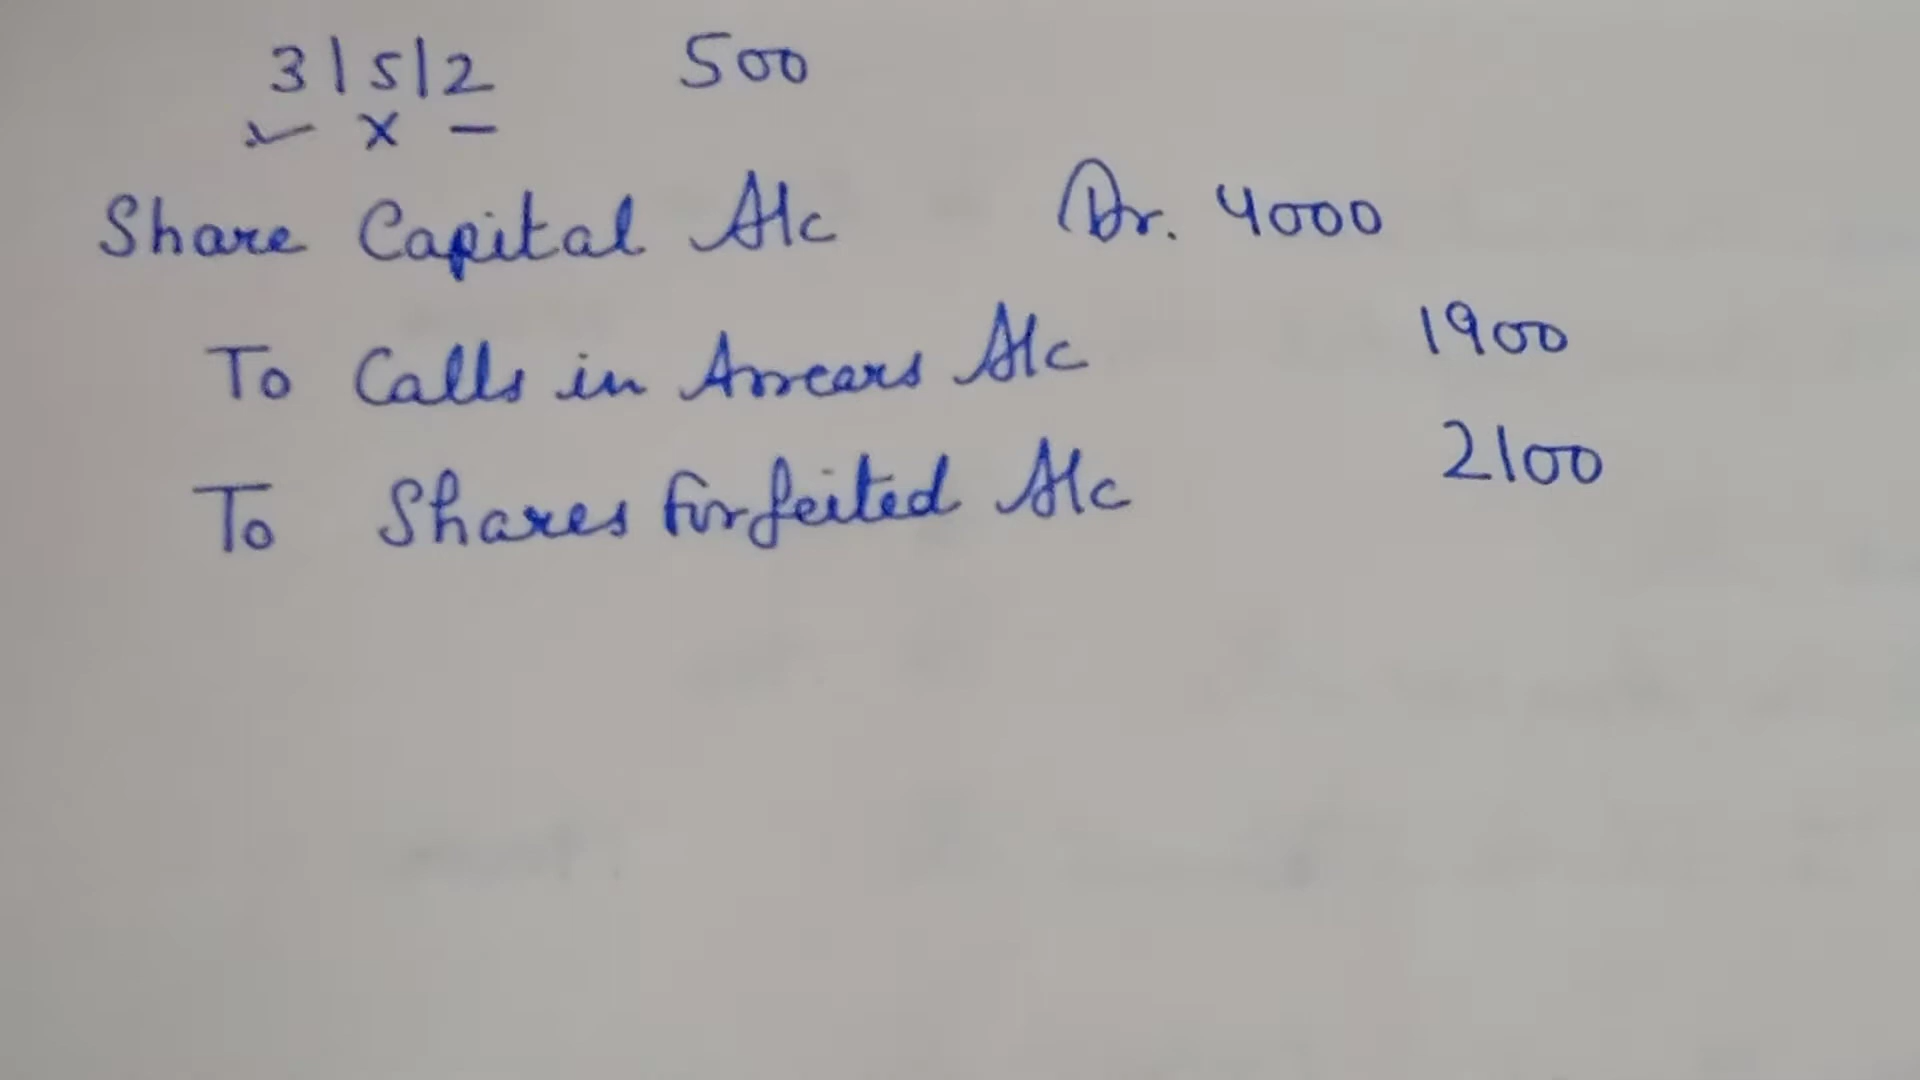 3|5|2 500
✓ x –
Share Capital A/c Dr. 4000
To Calls in Arrears A/c 1900
To Shares Forfeited A/c 2100